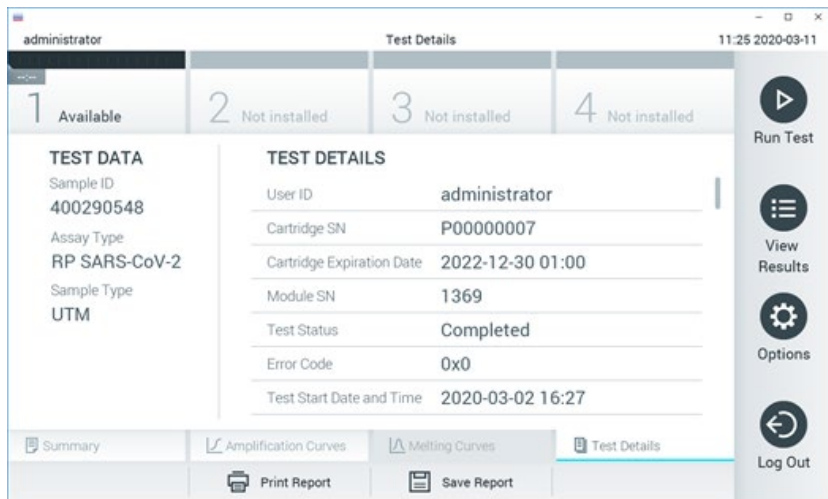 administrator
Test Details
11:25 2020-03-11
--:--
1 Available
2 Not installed
3 Not installed
4 Not installed
TEST DATA
Sample ID
400290548
Assay Type
RP SARS-CoV-2
Sample Type
UTM
TEST DETAILS
User ID administrator
Cartridge SN P00000007
Cartridge Expiration Date 2022-12-30 01:00
Module SN 1369
Test Status Completed
Error Code 0x0
Test Start Date and Time 2020-03-02 16:27
Run Test
View
Results
Options
Log Out
Summary
Amplification Curves
Melting Curves
Test Details
Print Report
Save Report